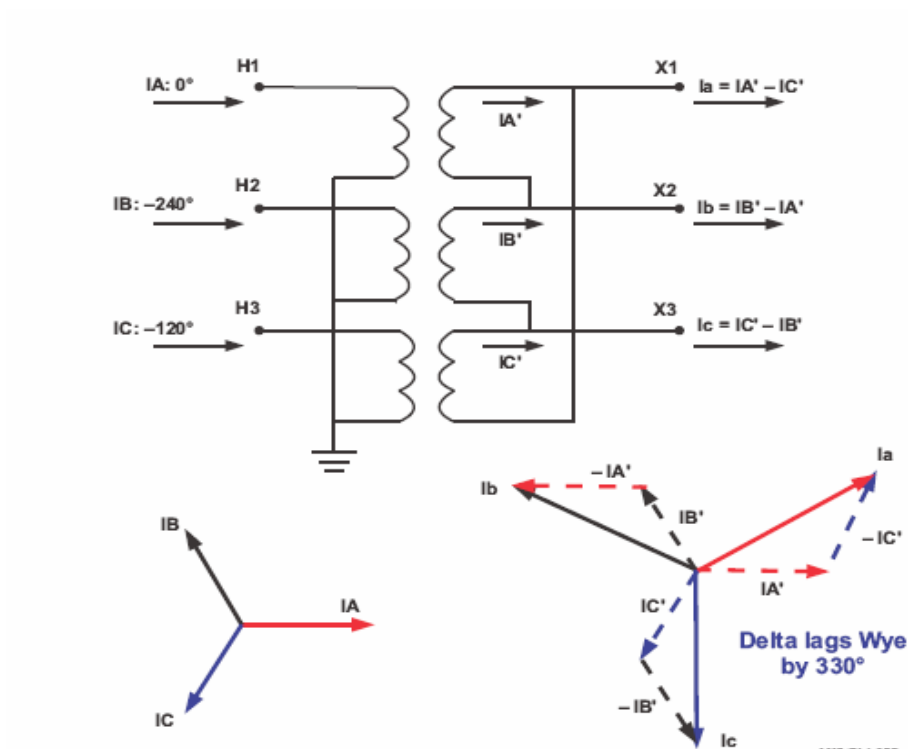 H1
X1
IA: 0°
Ia = IA' – IC'
IA'
H2
X2
IB: –240°
Ib = IB' – IA'
IB'
H3
X3
IC: –120°
Ic = IC' – IB'
IC'
Ia
– IA'
Ib
IB'
IB
– IC'
IA
IC'
IA'
Delta lags Wye
by 330°
– IB'
IC
Ic